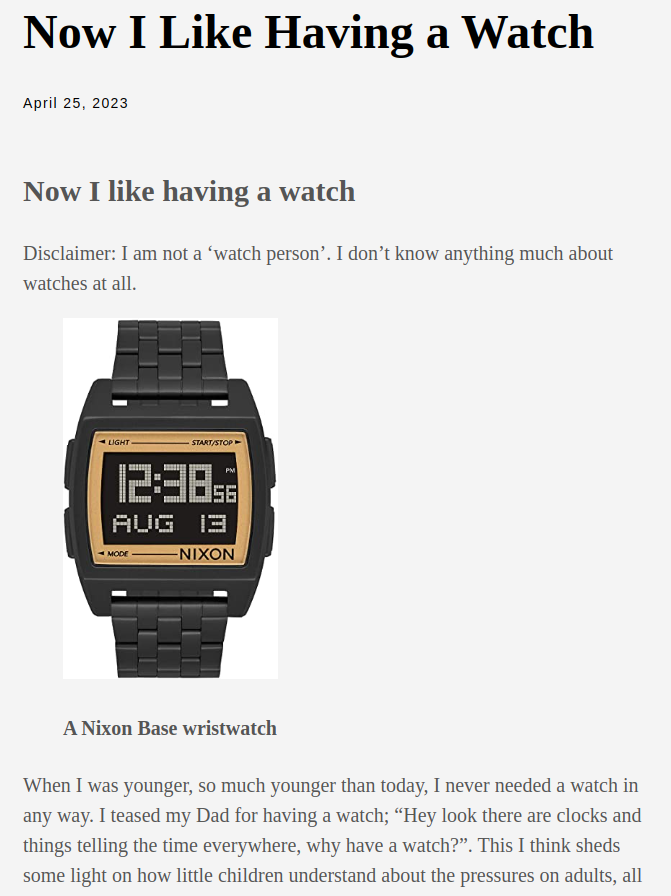 Now I Like Having a Watch
April 25, 2023
Now I like having a watch
Disclaimer: I am not a ‘watch person’. I don’t know anything much about
watches at all.
LIGHT START/STOP
PM
12:38 56
AUG 13
MODE NIXON
A Nixon Base wristwatch
When I was younger, so much younger than today, I never needed a watch in
any way. I teased my Dad for having a watch; “Hey look there are clocks and
things telling the time everywhere, why have a watch?”. This I think sheds
some light on how little children understand about the pressures on adults, all